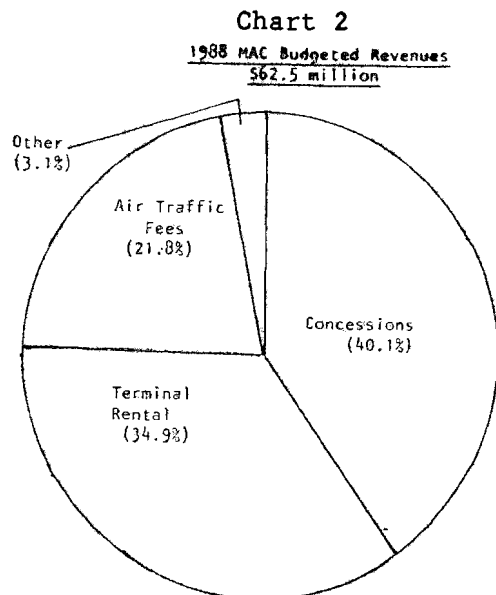 Chart 2
1988 MAC Budgeted Revenues
$62.5 million
Other
(3.1%)
Air Traffic
Fees
(21.8%)
Concessions
(40.1%)
Terminal
Rental
(34.9%)